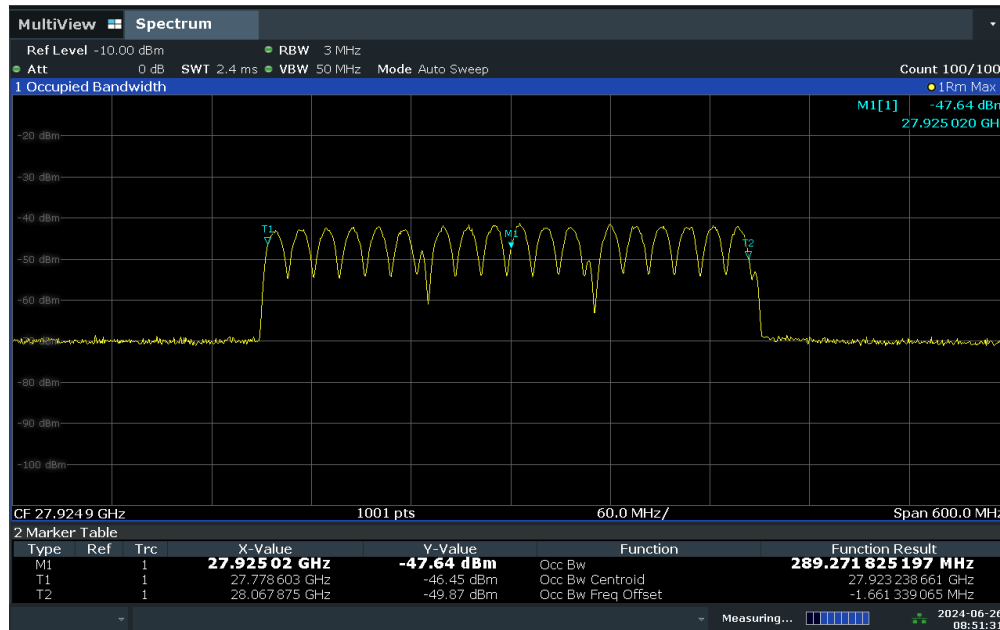 MultiView Spectrum
Ref Level -10.00 dBm RBW 3 MHz
Att 0 dB SWT 2.4 ms VBW 50 MHz Mode Auto Sweep Count 100/100
1 Occupied Bandwidth 1Rm Max
M1[1] -47.64 dBm
27.925 020 GH
-20 dBm
-30 dBm
-40 dBm
T1 M1 T2
-50 dBm
-60 dBm
-80 dBm
-90 dBm
-100 dBm
CF 27.9249 GHz 1001 pts 60.0 MHz/ Span 600.0 MHz
2 Marker Table
Type Ref Trc X-Value Y-Value Function Function Result
M1 1 27.925 02 GHz -47.64 dBm Occ Bw 289.271 825 197 MHz
T1 1 27.778 603 GHz -46.45 dBm Occ Bw Centroid 27.923 238 661 GHz
T2 1 28.067 875 GHz -49.87 dBm Occ Bw Freq Offset -1.661 339 065 MHz
Measuring... 2024-06-26
08:51:31